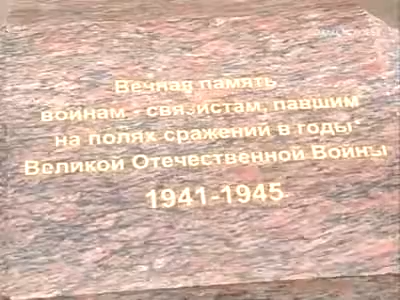 Вечная память
воинам - связистам, павшим
на полях сражений в годы
Великой Отечественной Войны
1941-1945